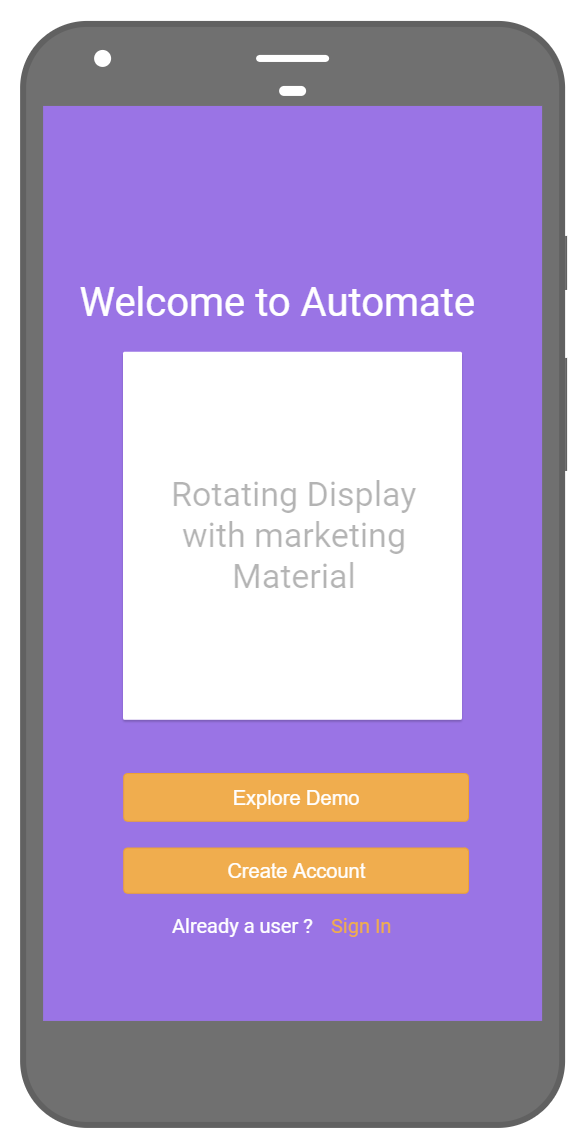 Welcome to Automate
Rotating Display
with marketing
Material
Explore Demo
Create Account
Already a user ? Sign In